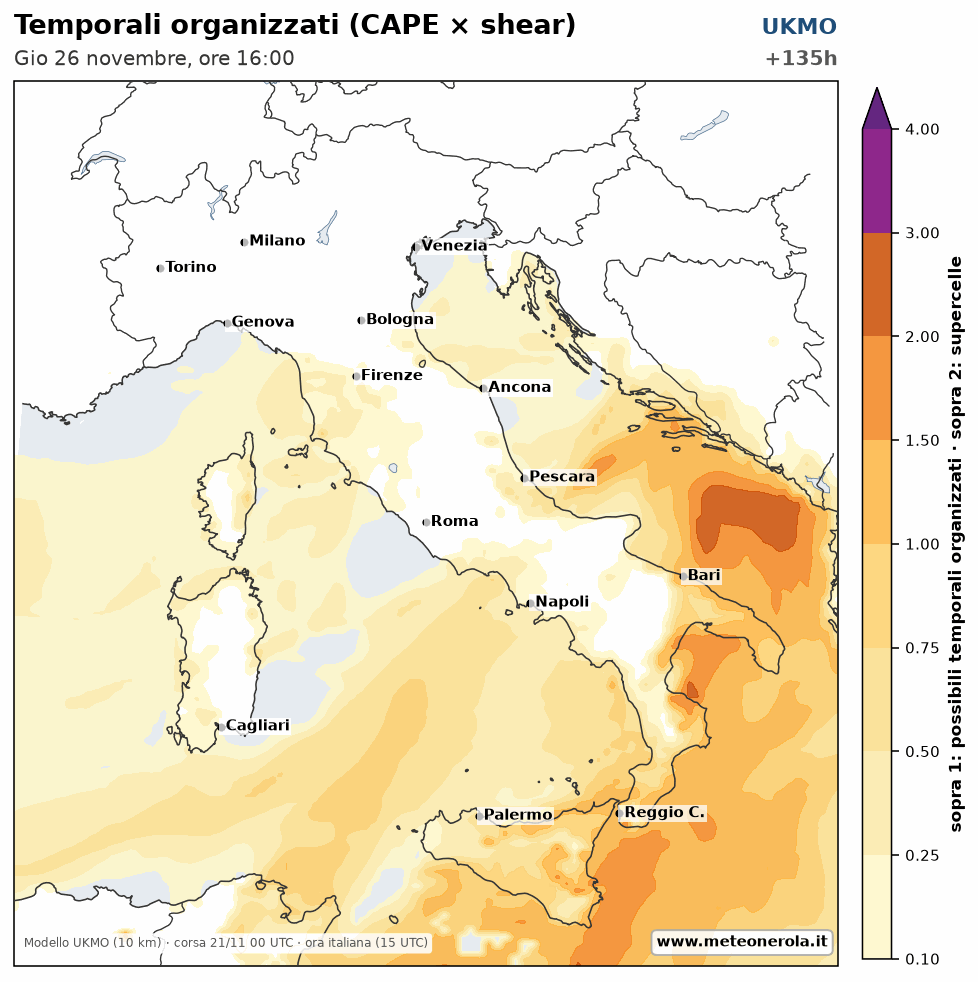 Temporali organizzati (CAPE × shear)
UKMO
Gio 26 novembre, ore 16:00
+135h
Milano
Venezia
Torino
Genova
Bologna
Firenze
Ancona
Pescara
Roma
Bari
Napoli
Cagliari
Palermo
Reggio C.
4.00
3.00
2.00
1.50
1.00
0.75
0.50
0.25
0.10
sopra 1: possibili temporali organizzati · sopra 2: supercelle
Modello UKMO (10 km) · corsa 21/11 00 UTC · ora italiana (15 UTC)
www.meteonerola.it